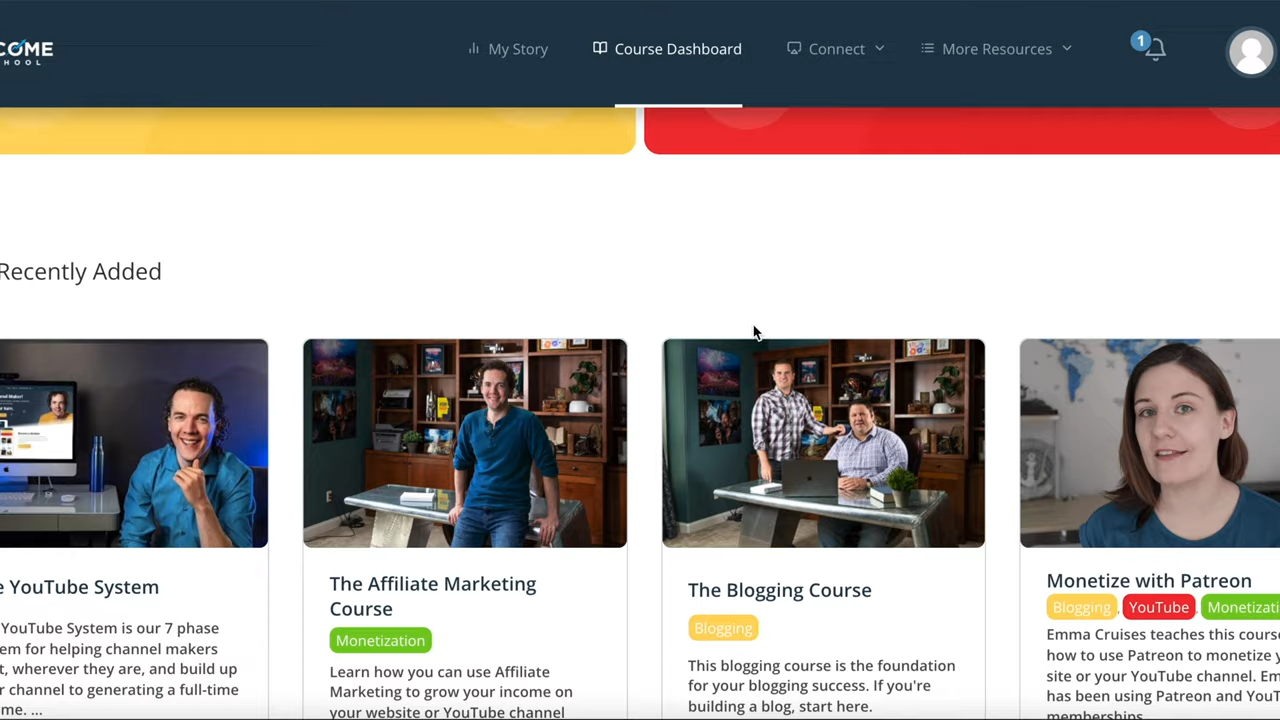 COME
HOOL
My Story
Course Dashboard
Connect
More Resources
1
Recently Added
YouTube System
YouTube System is our 7 phase
em for helping channel makers
t, wherever they are, and build up
r channel to generating a full-time
me. ...
The Affiliate Marketing
Course
Monetization
Learn how you can use Affiliate
Marketing to grow your income on
your website or YouTube channel
The Blogging Course
Blogging
This blogging course is the foundation
for your blogging success. If you're
building a blog, start here.
Monetize with Patreon
Blogging, YouTube, Monetizati
Emma Cruises teaches this cours
how to use Patreon to monetize y
site or your YouTube channel. Em
has been using Patreon and YouT
memberships.